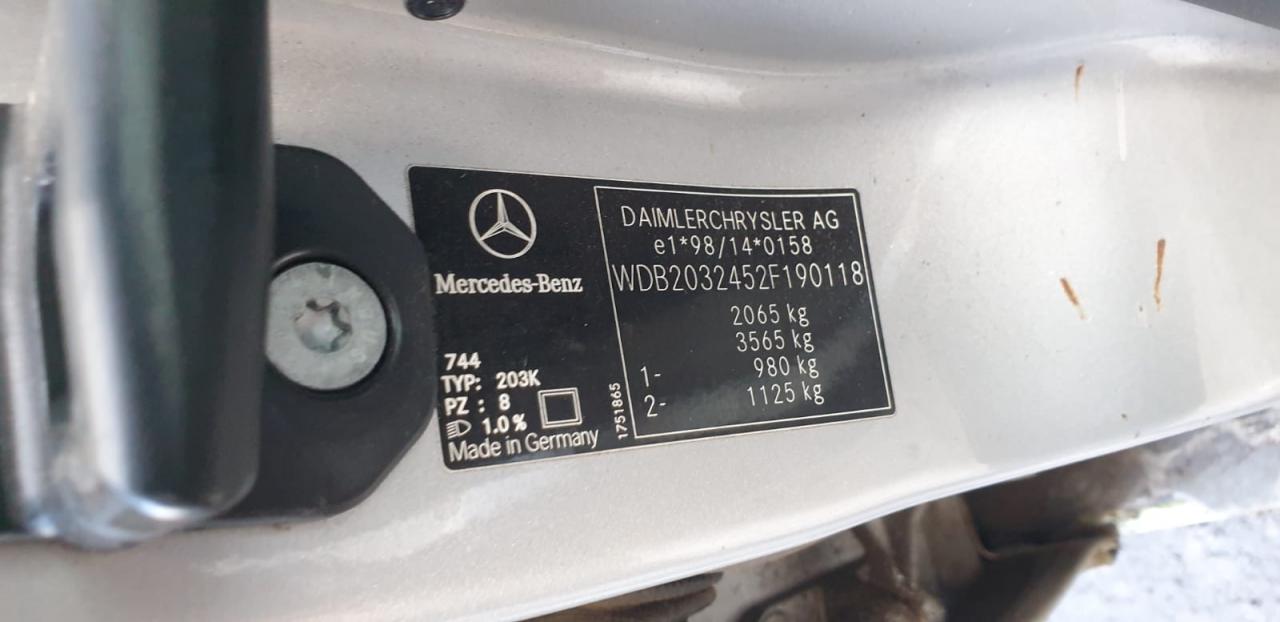 Mercedes-Benz
744
TYP: 203K
PZ : 8
1.0%
Made in Germany
1751865
DAIMLERCHRYSLER AG
e1*98/14*0158
WDB2032452F190118
2065 kg
3565 kg
1- 980 kg
2- 1125 kg